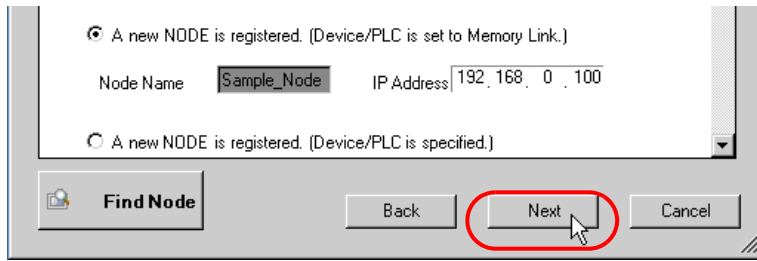 A new NODE is registered. (Device/PLC is set to Memory Link.)
Node Name Sample_Node IP Address 192. 168. 0 . 100
A new NODE is registered. (Device/PLC is specified.)
Find Node Back Next Cancel